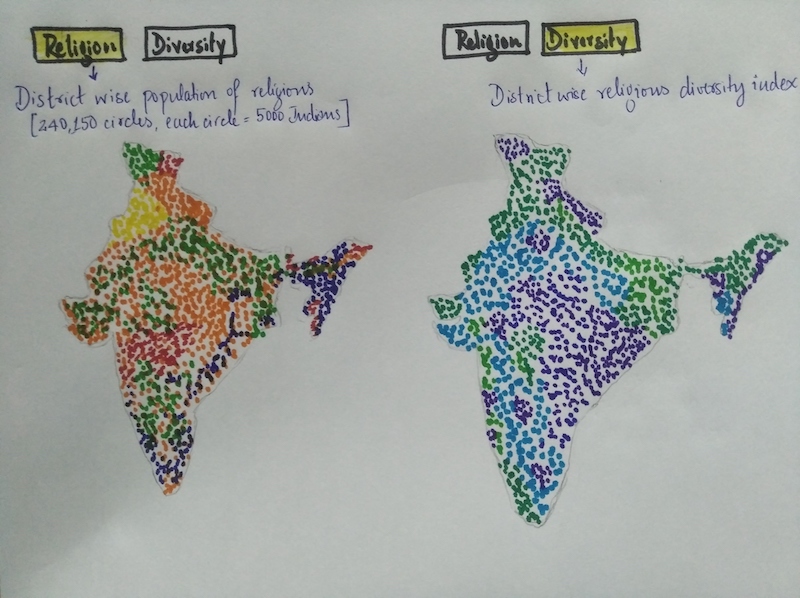 Religion Diversity
District wise population of religions
[240,150 circles, each circle = 5000 Indians]
Religion Diversity
District wise religious diversity index